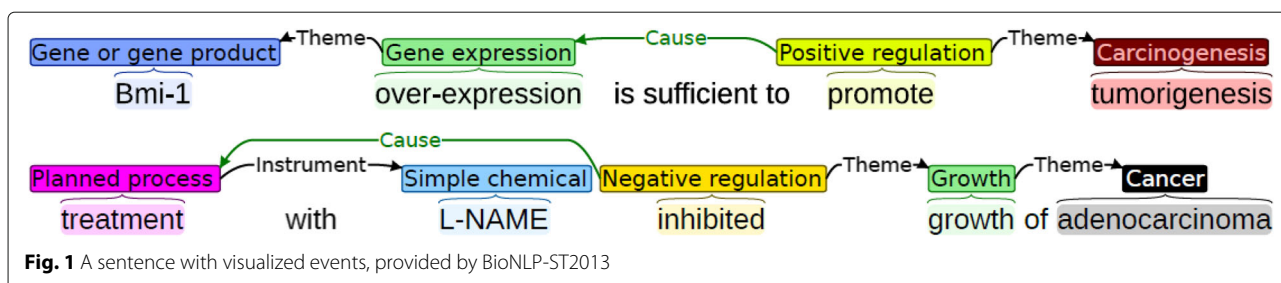 Theme Cause Theme
Gene or gene product Gene expression Positive regulation Carcinogenesis
Bmi-1 over-expression is sufficient to promote tumorigenesis
Cause
Instrument Theme Theme
Planned process Simple chemical Negative regulation Growth Cancer
treatment with L-NAME inhibited growth of adenocarcinoma
Fig. 1 A sentence with visualized events, provided by BioNLP-ST2013